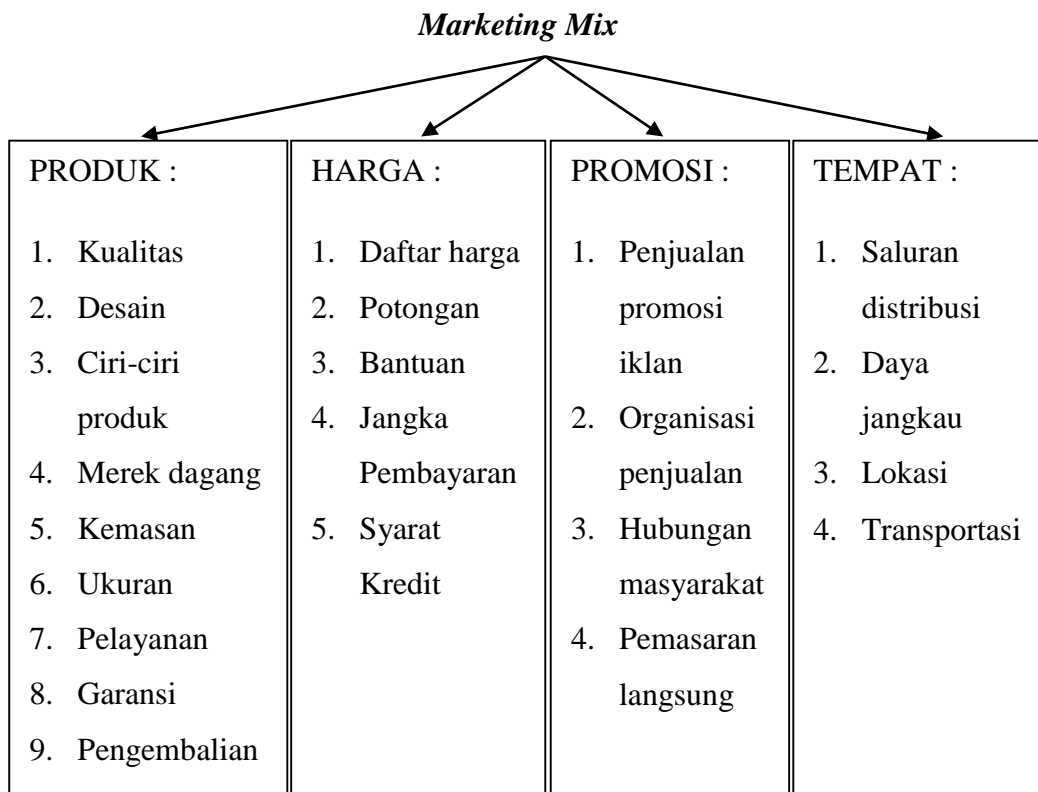 Marketing Mix
PRODUK :
1. Kualitas
2. Desain
3. Ciri-ciri
produk
4. Merek dagang
5. Kemasan
6. Ukuran
7. Pelayanan
8. Garansi
9. Pengembalian
HARGA :
1. Daftar harga
2. Potongan
3. Bantuan
4. Jangka
Pembayaran
5. Syarat
Kredit
PROMOSI :
1. Penjualan
promosi
iklan
2. Organisasi
penjualan
3. Hubungan
masyarakat
4. Pemasaran
langsung
TEMPAT :
1. Saluran
distribusi
2. Daya
jangkau
3. Lokasi
4. Transportasi